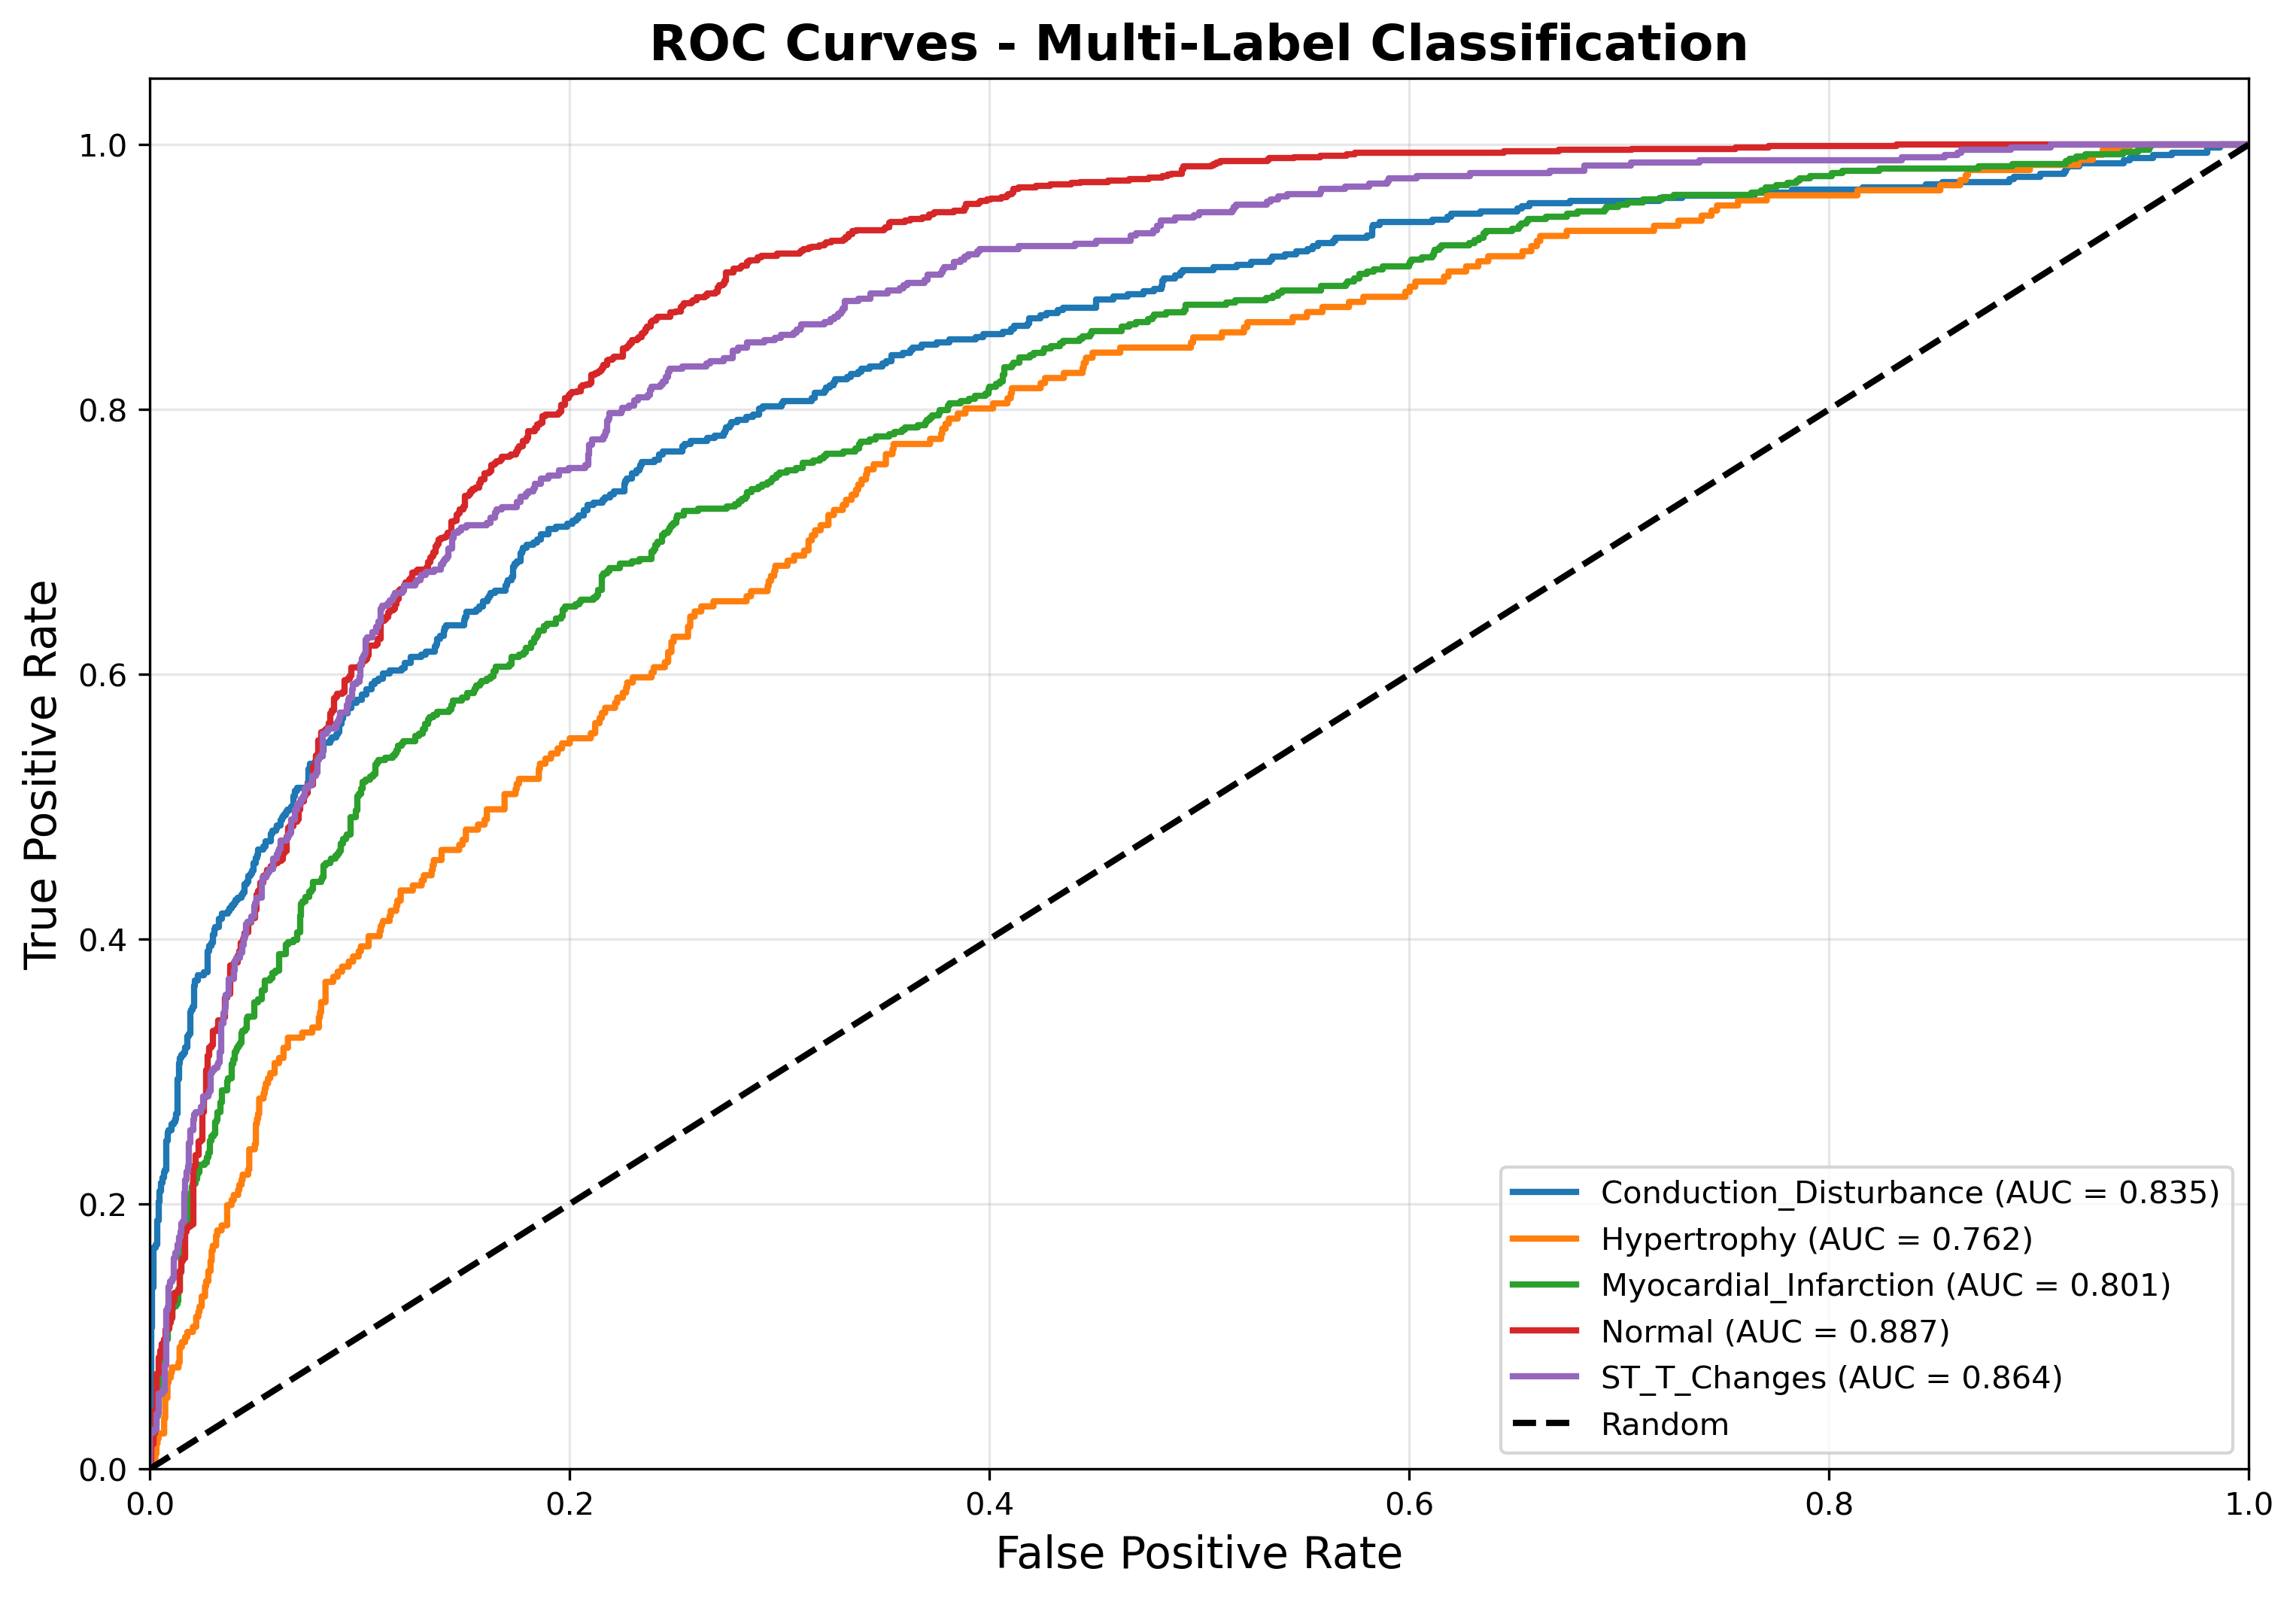 ROC Curves - Multi-Label Classification
True Positive Rate
1.0
0.8
0.6
0.4
0.2
0.0
0.0 0.2 0.4 0.6 0.8 1.0
False Positive Rate
Conduction_Disturbance (AUC = 0.835)
Hypertrophy (AUC = 0.762)
Myocardial_Infarction (AUC = 0.801)
Normal (AUC = 0.887)
ST_T_Changes (AUC = 0.864)
Random